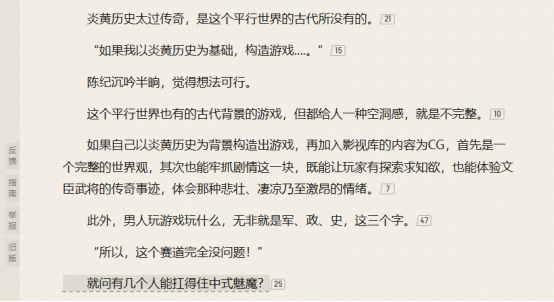 炎黄历史太过传奇，是这个平行世界的古代所没有的。 21
“如果我以炎黄历史为基础，构造游戏....。” 15
陈纪沉吟半晌，觉得想法可行。
这个平行世界也有的古代背景的游戏，但都给人一种空洞感，就是不完整。 10
如果自己以炎黄历史为背景构造出游戏，再加入影视库的内容为CG，首先是一
个完整的世界观，其次也能牢抓剧情这一块，既能让玩家有探索求知欲，也能体验文
臣武将的传奇事迹，体会那种悲壮、凄凉乃至激昂的情绪。 7
此外，男人玩游戏玩什么，无非就是军、政、史，这三个字。 47
“所以，这个赛道完全没问题！”
就问有几个人能扛得住中式魅魔？ 25
反馈
指南
举报
旧版